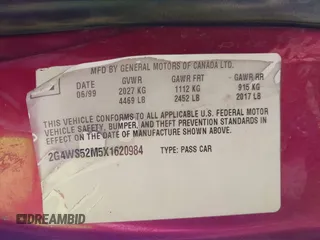 MFD BY GENERAL MOTORS OF CANADA LTD.
DATE GVWR GAWR FRT GAWR RR
06/99 2027 KG 1112 KG 915 KG
4469 LB 2452 LB 2017 LB
THIS VEHICLE CONFORMS TO ALL APPLICABLE U.S. FEDERAL MOTOR
VEHICLE SAFETY, BUMPER, AND THEFT PREVENTION STANDARDS IN
EFFECT ON THE DATE OF MANUFACTURE SHOWN ABOVE.
2G4WS52M5X1620984 TYPE: PASS CAR
DREAMBID